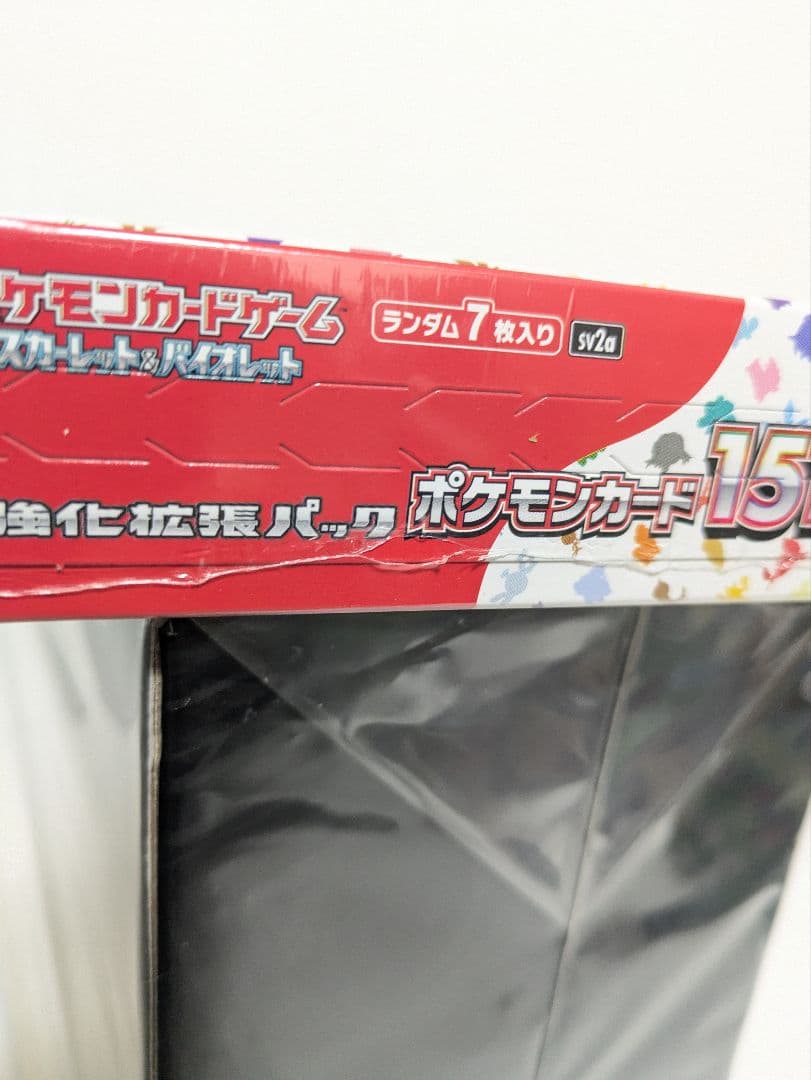 ケモンカードゲーム
スカーレット&バイオレット
ランダム7枚入り
sv2a
強化拡張パック
ポケモンカード15